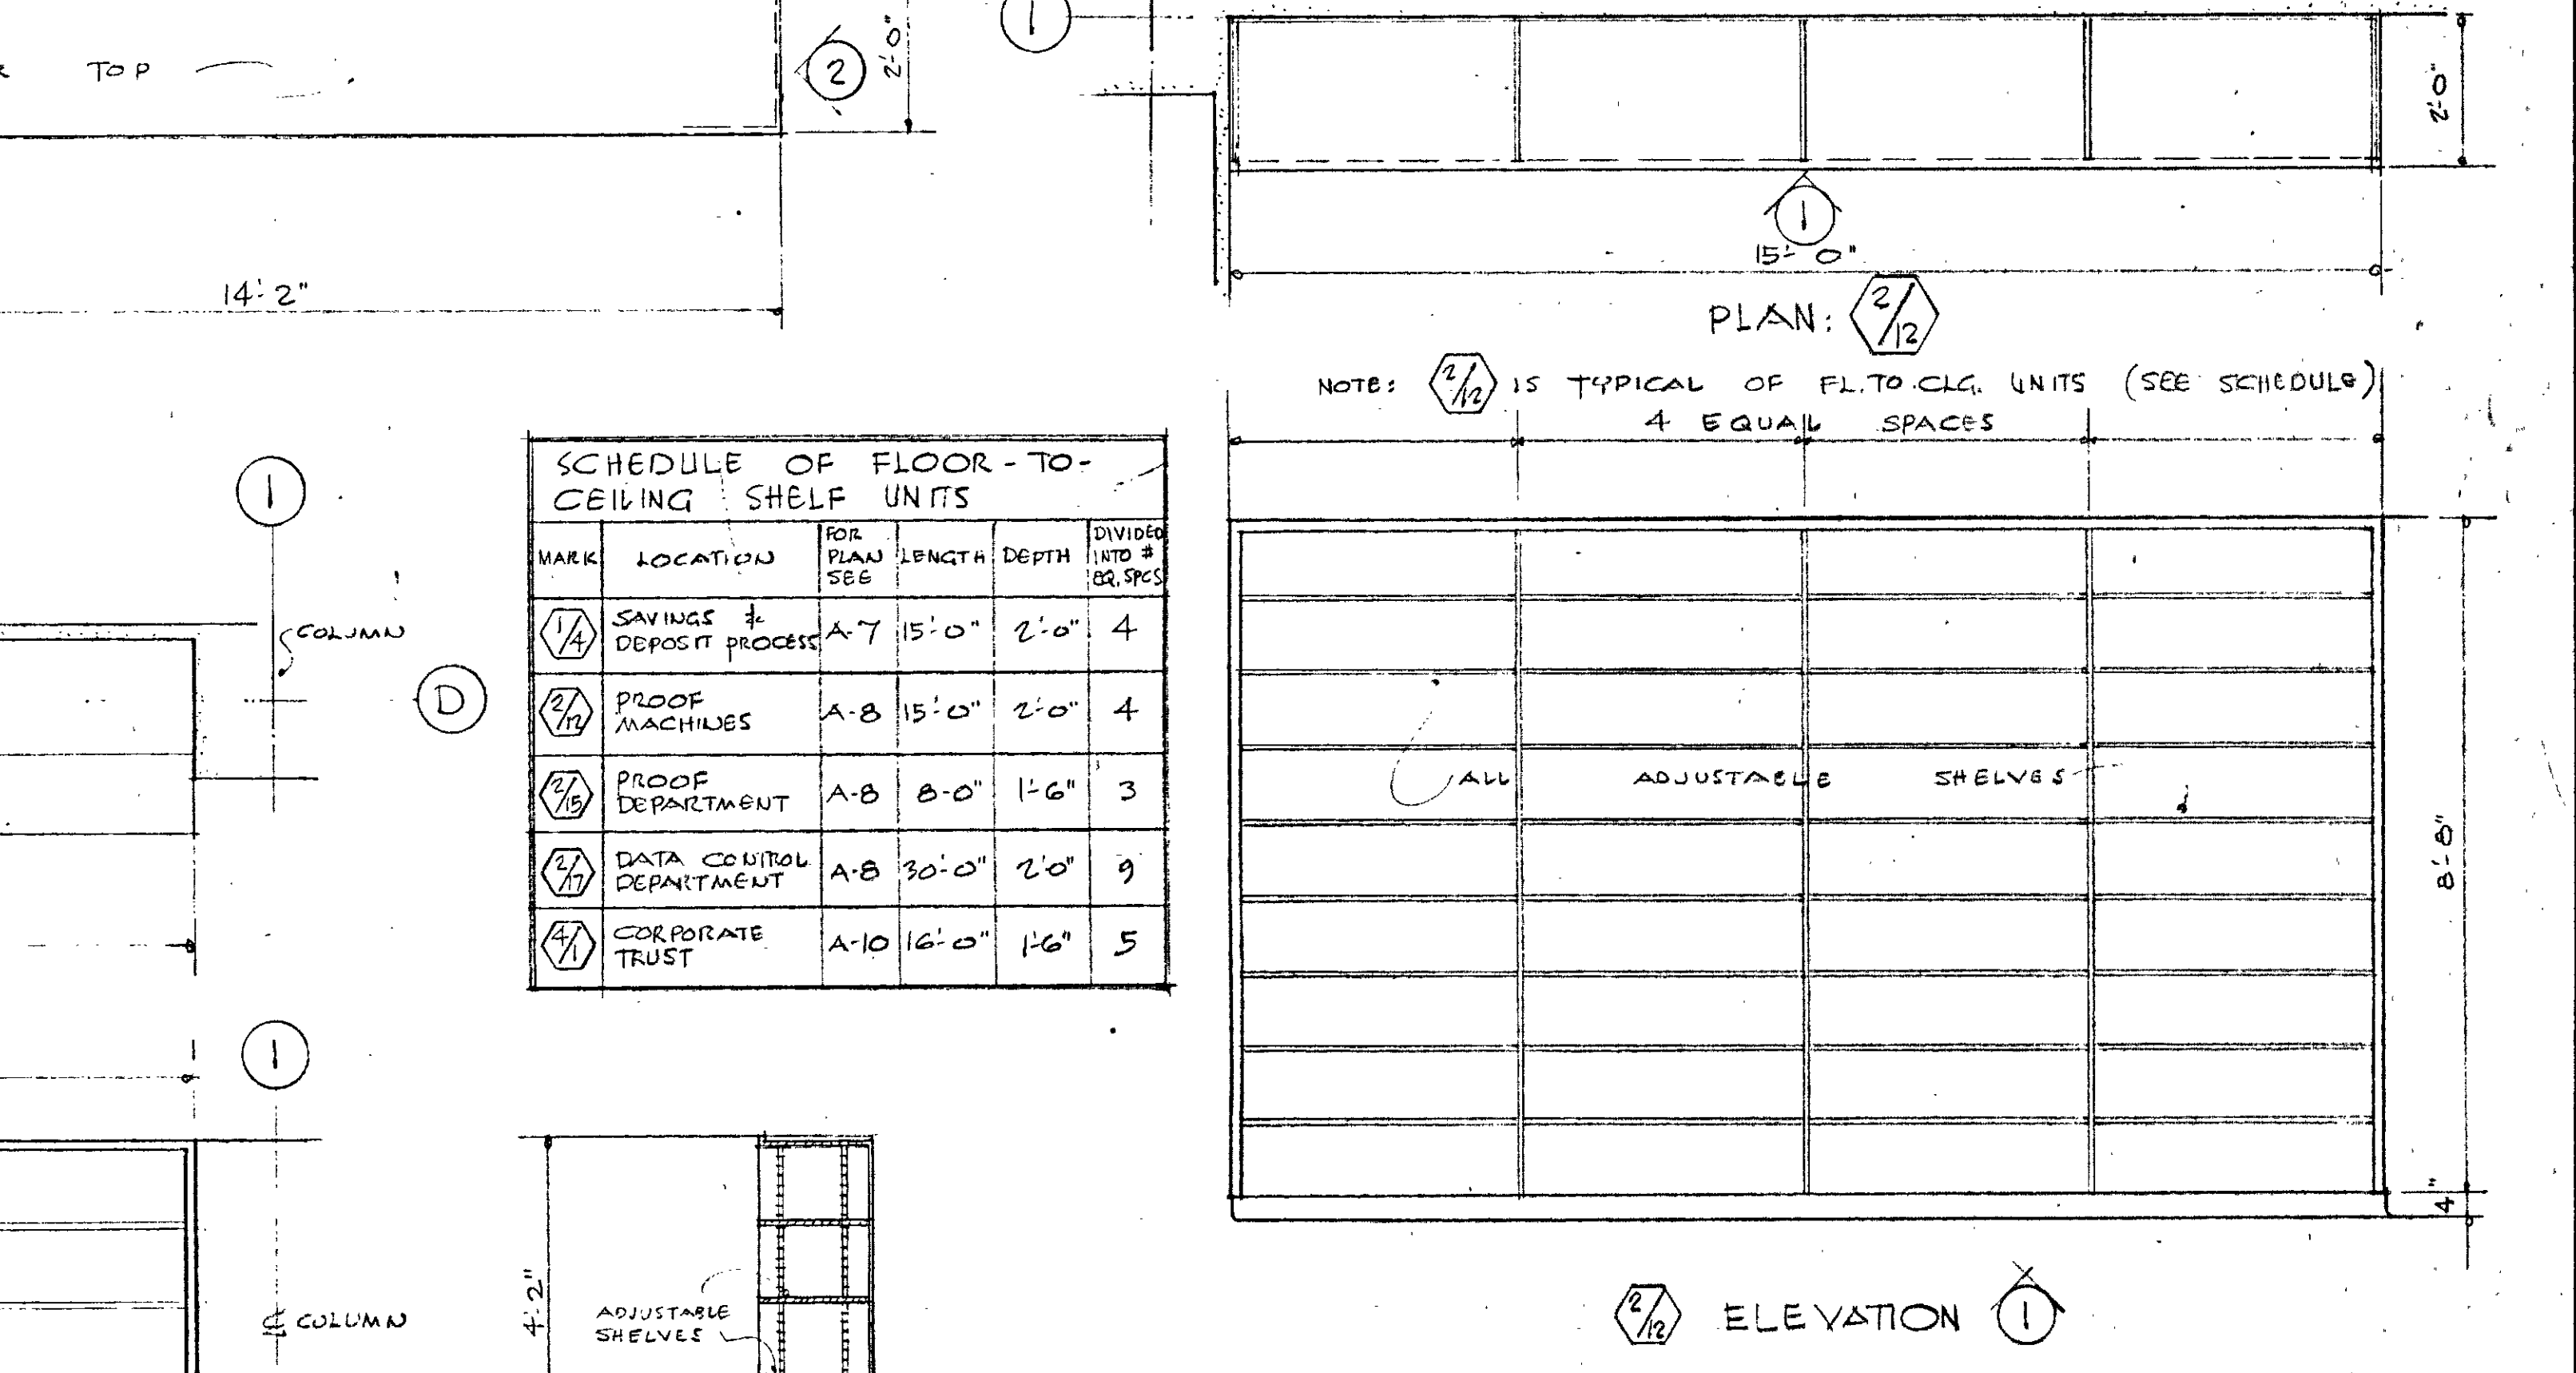 TOP
2
2'-0"
14'-2"
1
2'-0"
1
15'-0"
PLAN: 2/12
NOTE: 2/12 IS TYPICAL OF FL. TO. CLG. UNITS (SEE SCHEDULE)
4 EQUAL SPACES
SCHEDULE OF FLOOR-TO-
CEILING SHELF UNITS
MARK LOCATION FOR PLAN SEE LENGTH DEPTH DIVIDED INTO # EQ. SPCS
1/4 SAVINGS & DEPOSIT PROCESS A-7 15'-0" 2'-0" 4
2/12 PROOF MACHINES A-8 15'-0" 2'-0" 4
2/15 PROOF DEPARTMENT A-8 8-0" 1'-6" 3
2/17 DATA CONTROL DEPARTMENT A-8 30'-0" 2'0" 9
4/1 CORPORATE TRUST A-10 16'-0" 1'-6" 5
1
COLUMN
D
1
℄ COLUMN
4'-2"
ADJUSTABLE
SHELVES
ALL ADJUSTABLE SHELVES
8'-8"
4"
2/12 ELEVATION 1